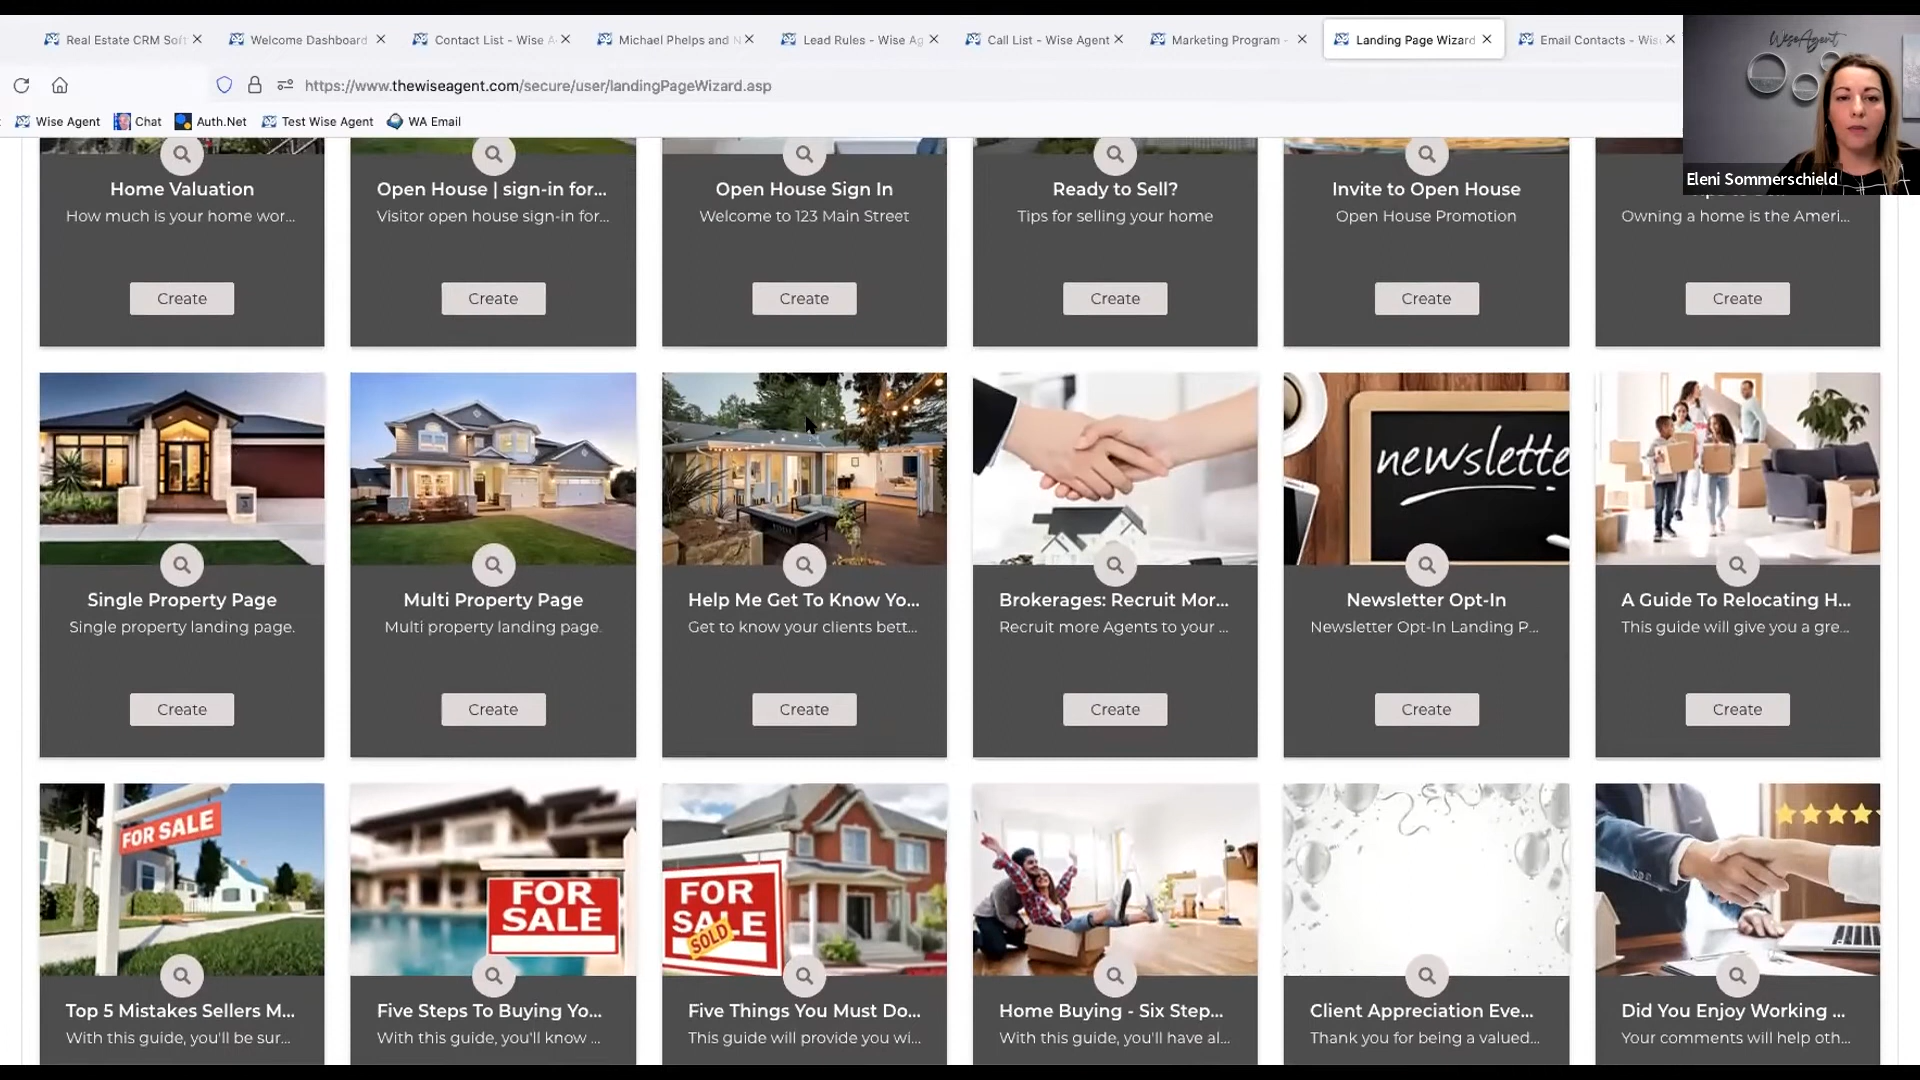 Real Estate CRM Sof
Welcome Dashboard
Contact List - Wise A
Michael Phelps and N
Lead Rules - Wise Ag
Call List - Wise Agent
Marketing Program -
Landing Page Wizard
Email Contacts - Wis
https://www.thewiseagent.com/secure/user/landingPageWizard.asp
Wise Agent
Chat
Auth.Net
Test Wise Agent
WA Email
WiseAgent
Eleni Sommerschield
Home Valuation
How much is your home wor...
Create
Open House | sign-in for...
Visitor open house sign-in for...
Create
Open House Sign In
Welcome to 123 Main Street
Create
Ready to Sell?
Tips for selling your home
Create
Invite to Open House
Open House Promotion
Create
Owning a home is the Ameri...
Create
Single Property Page
Single property landing page.
Create
Multi Property Page
Multi property landing page.
Create
Help Me Get To Know Yo...
Get to know your clients bett...
Create
Brokerages: Recruit Mor...
Recruit more Agents to your ...
Create
newslette
Newsletter Opt-In
Newsletter Opt-In Landing P...
Create
A Guide To Relocating H...
This guide will give you a gre...
Create
FOR SALE
Top 5 Mistakes Sellers M...
With this guide, you'll be sur...
FOR
SALE
Five Steps To Buying Yo...
With this guide, you'll know ...
FOR
SALE
SOLD
Five Things You Must Do...
This guide will provide you wi...
Home Buying - Six Step...
With this guide, you'll have al...
Client Appreciation Eve...
Thank you for being a valued...
Did You Enjoy Working ...
Your comments will help oth...